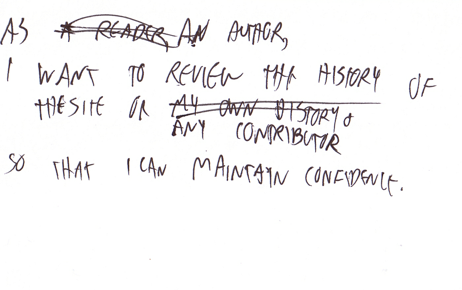 AS A READER, AN AUTHOR,
I WANT TO REVIEW THE HISTORY OF
THE SITE OR MY OWN HISTORY OF
ANY CONTRIBUTOR
SO THAT I CAN MAINTAIN CONFIDENCE.